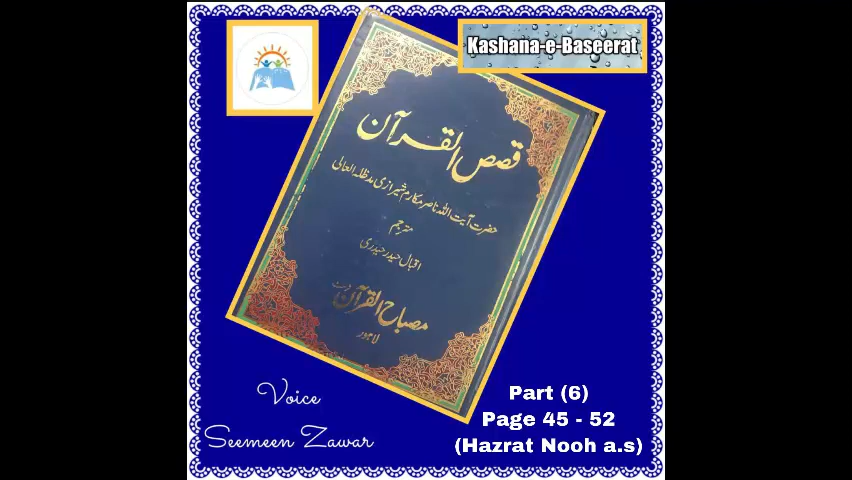 Kashana-e-Baseerat
قصص القرآن
حضرت آیت اللہ ناصر مکارم شیرازی مدظلہ العالی
مترجم
اقبال حیدر حیدری
مصباح القرآن ٹرسٹ
لاہور
Voice
Seemeen Zawar
Part (6)
Page 45 - 52
(Hazrat Nooh a.s)